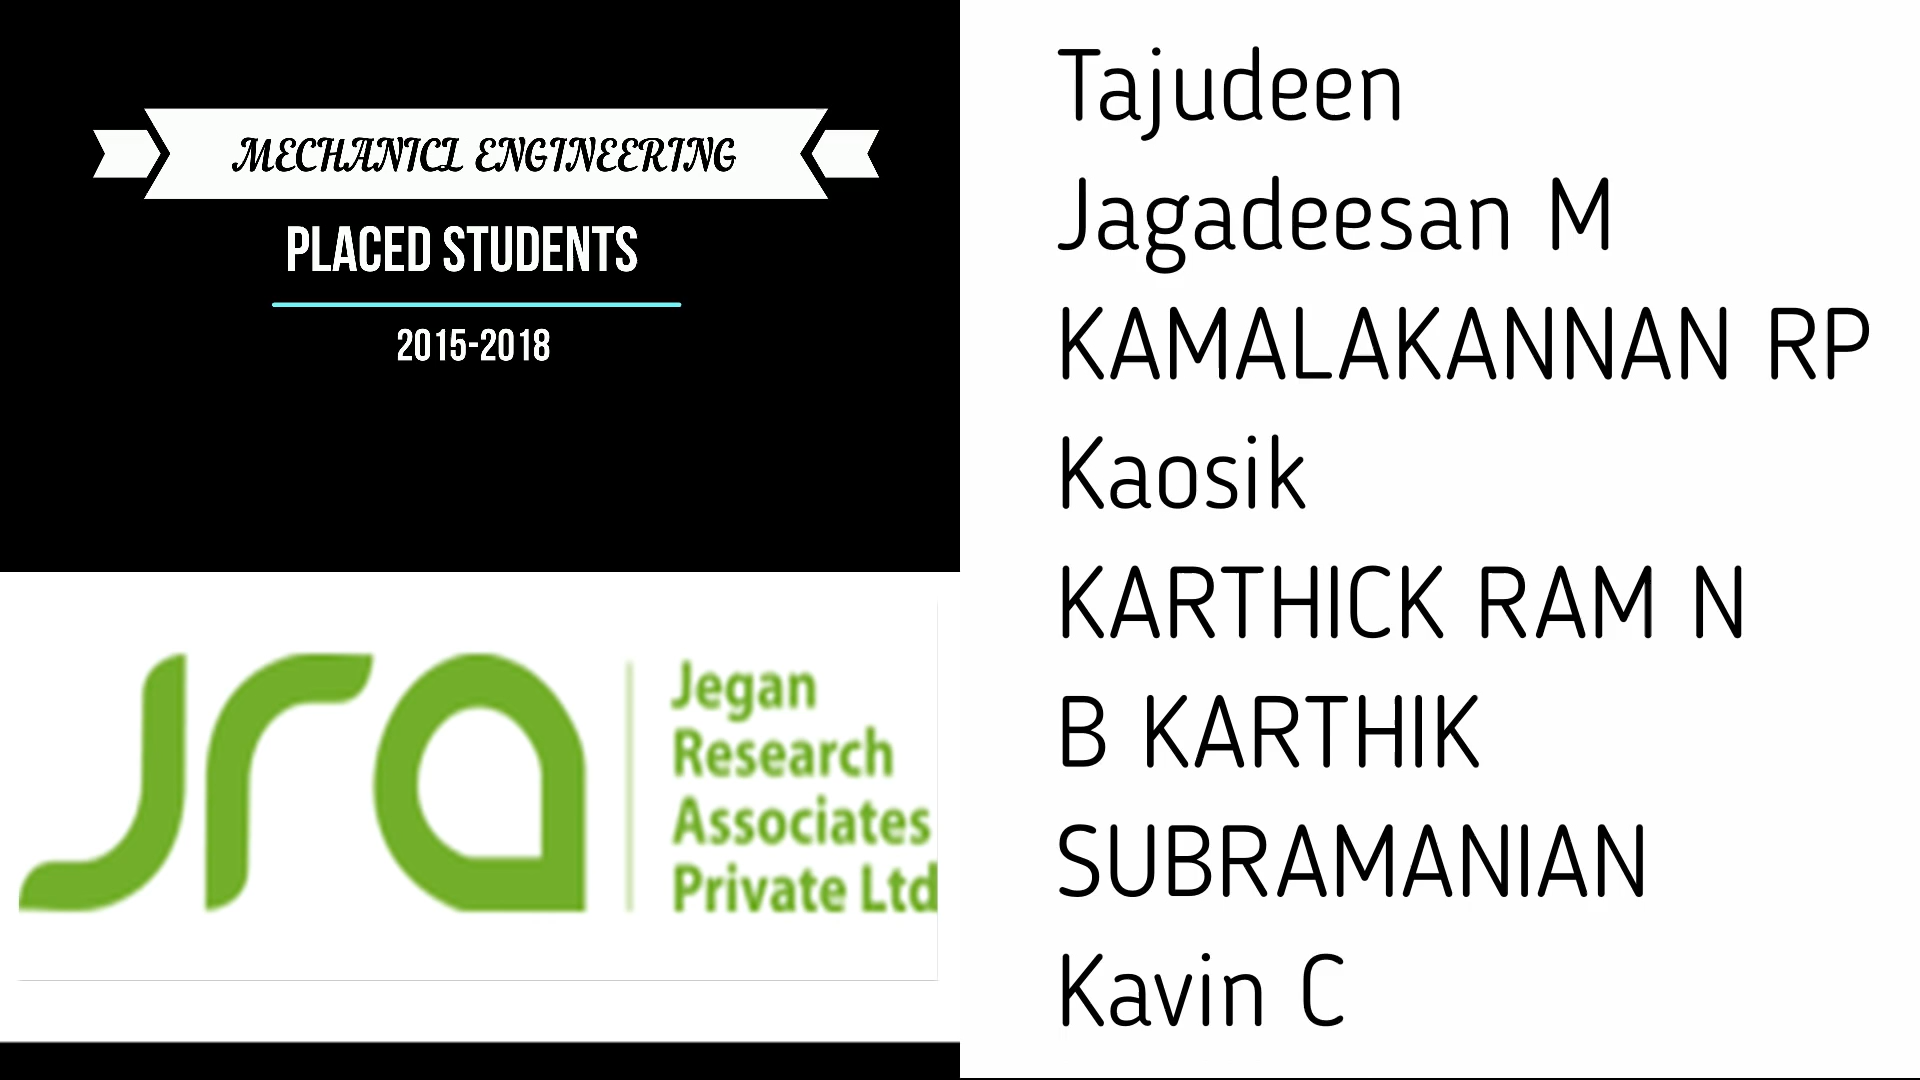 MECHANICL ENGINEERING
PLACED STUDENTS
2015-2018
jra
Jegan
Research
Associates
Private Ltd
Tajudeen
Jagadeesan M
KAMALAKANNAN RP
Kaosik
KARTHICK RAM N
B KARTHIK
SUBRAMANIAN
Kavin C